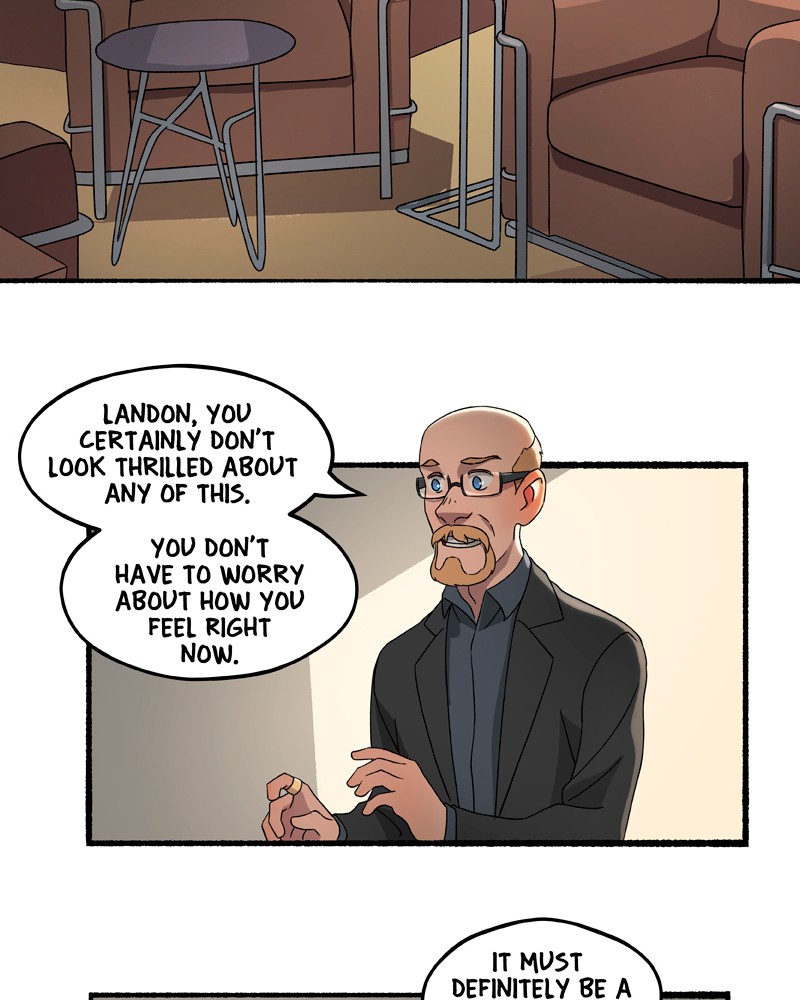 LANDON, YOU
CERTAINLY DON'T
LOOK THRILLED ABOUT
ANY OF THIS.
YOU DON'T
HAVE TO WORRY
ABOUT HOW YOU
FEEL RIGHT
NOW.
IT MUST
DEFINITELY BE A